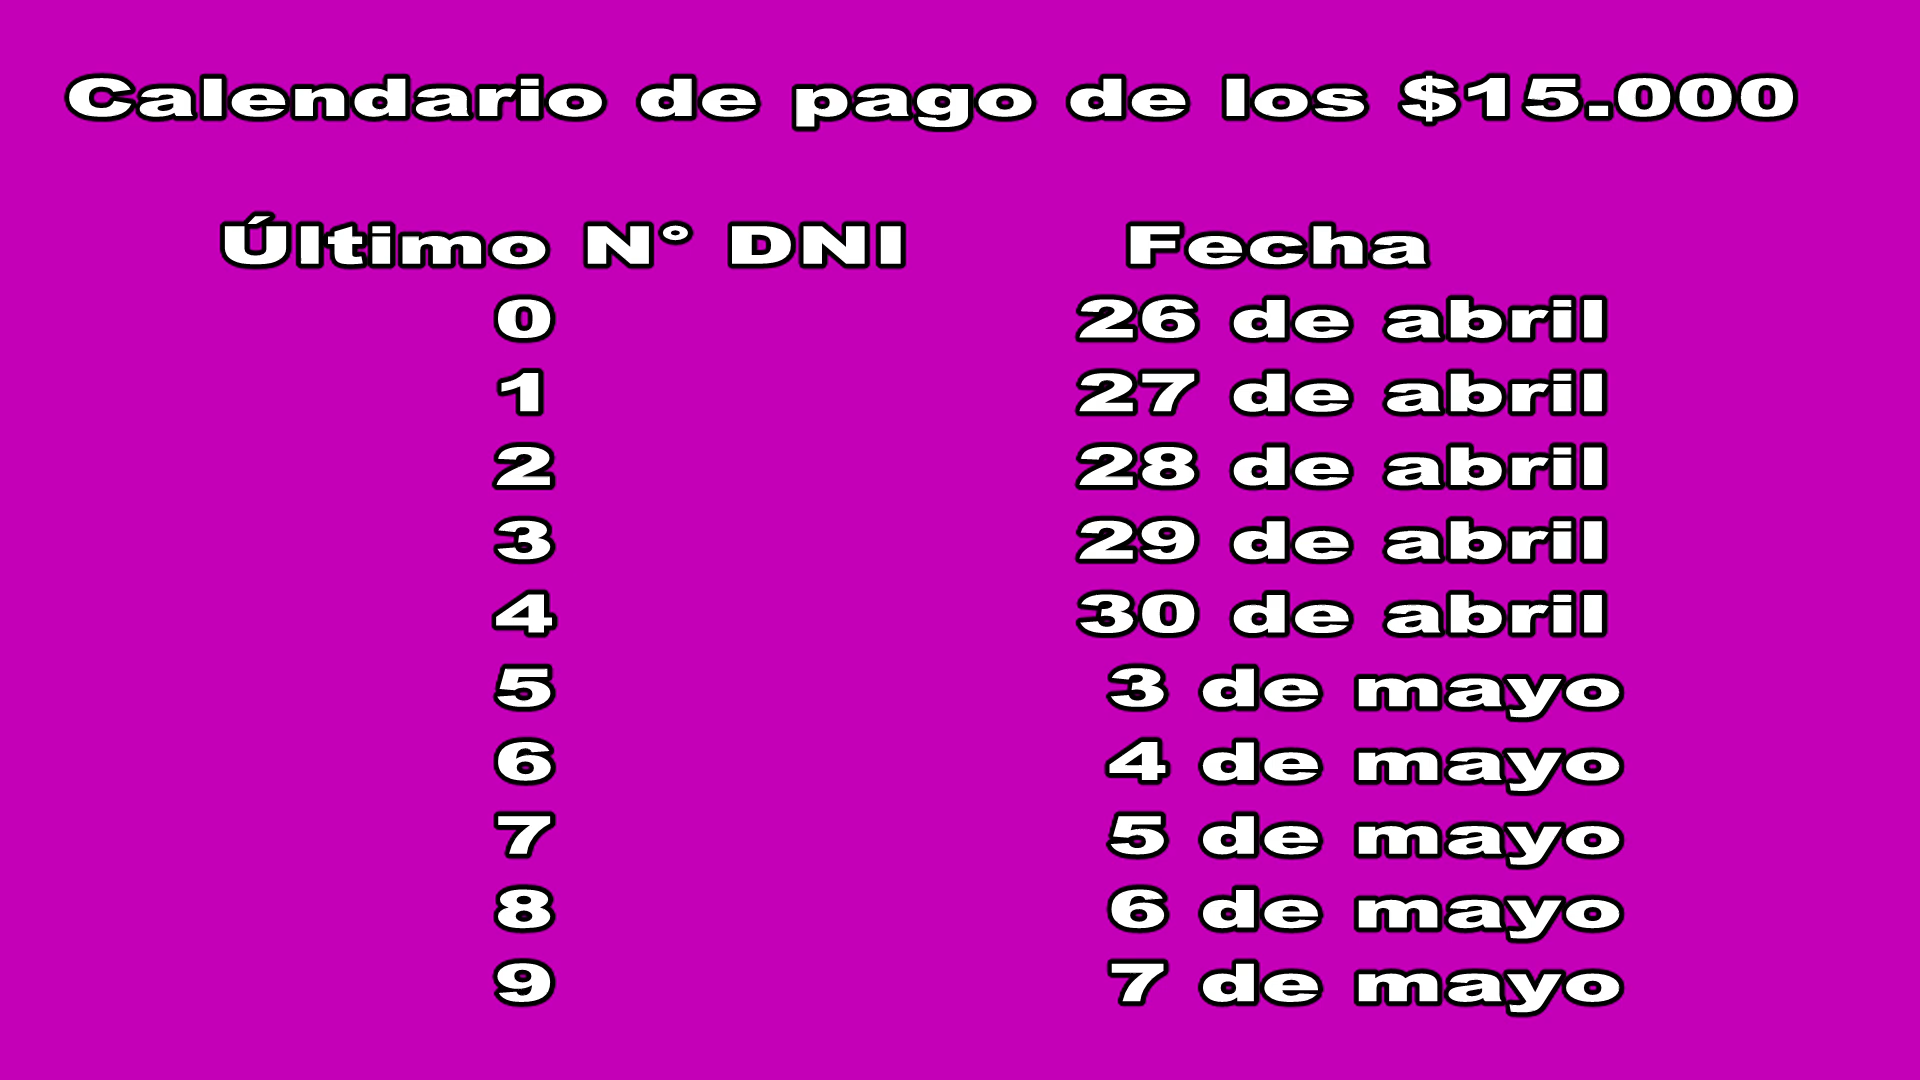 Calendario de pago de los $15.000
Último N° DNI Fecha
0 26 de abril
1 27 de abril
2 28 de abril
3 29 de abril
4 30 de abril
5 3 de mayo
6 4 de mayo
7 5 de mayo
8 6 de mayo
9 7 de mayo